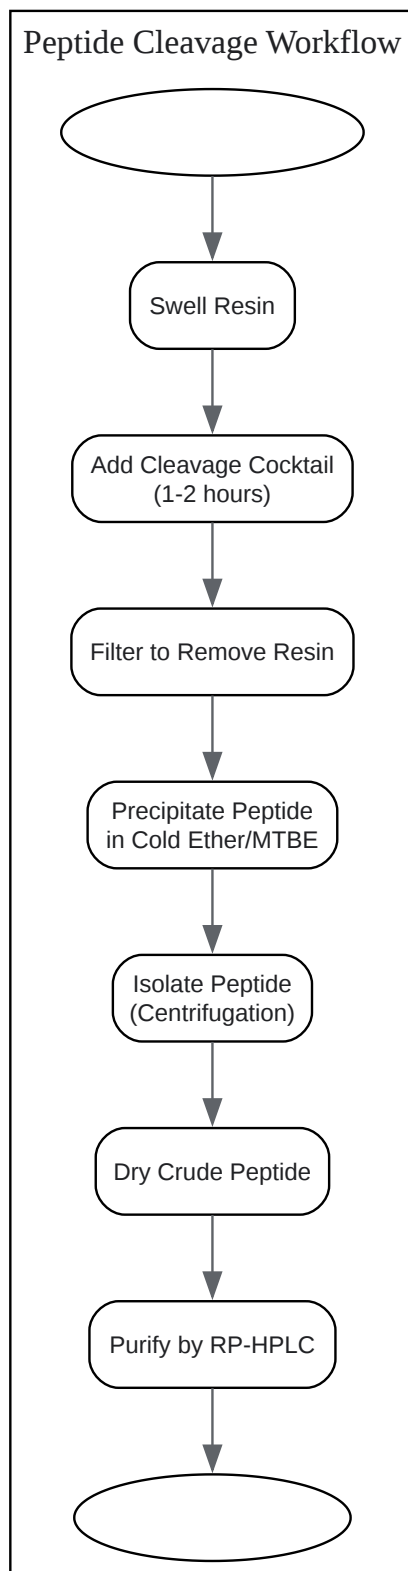 Peptide Cleavage Workflow
Swell Resin
Add Cleavage Cocktail
(1-2 hours)
Filter to Remove Resin
Precipitate Peptide
in Cold Ether/MTBE
Isolate Peptide
(Centrifugation)
Dry Crude Peptide
Purify by RP-HPLC